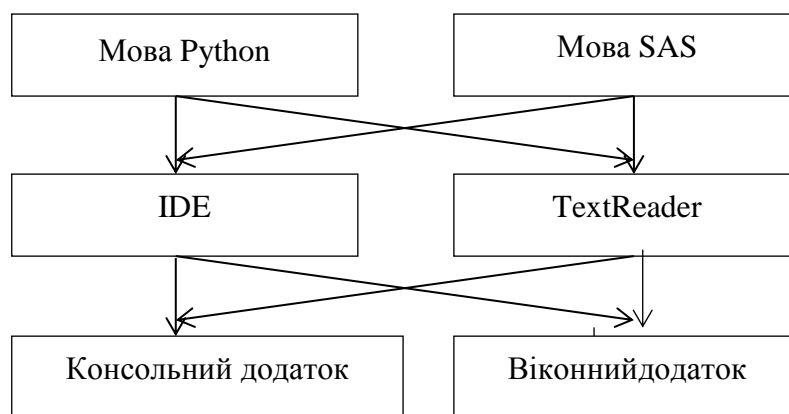 Мова Python
Мова SAS
IDE
TextReader
Консольний додаток
Віконнийдодаток